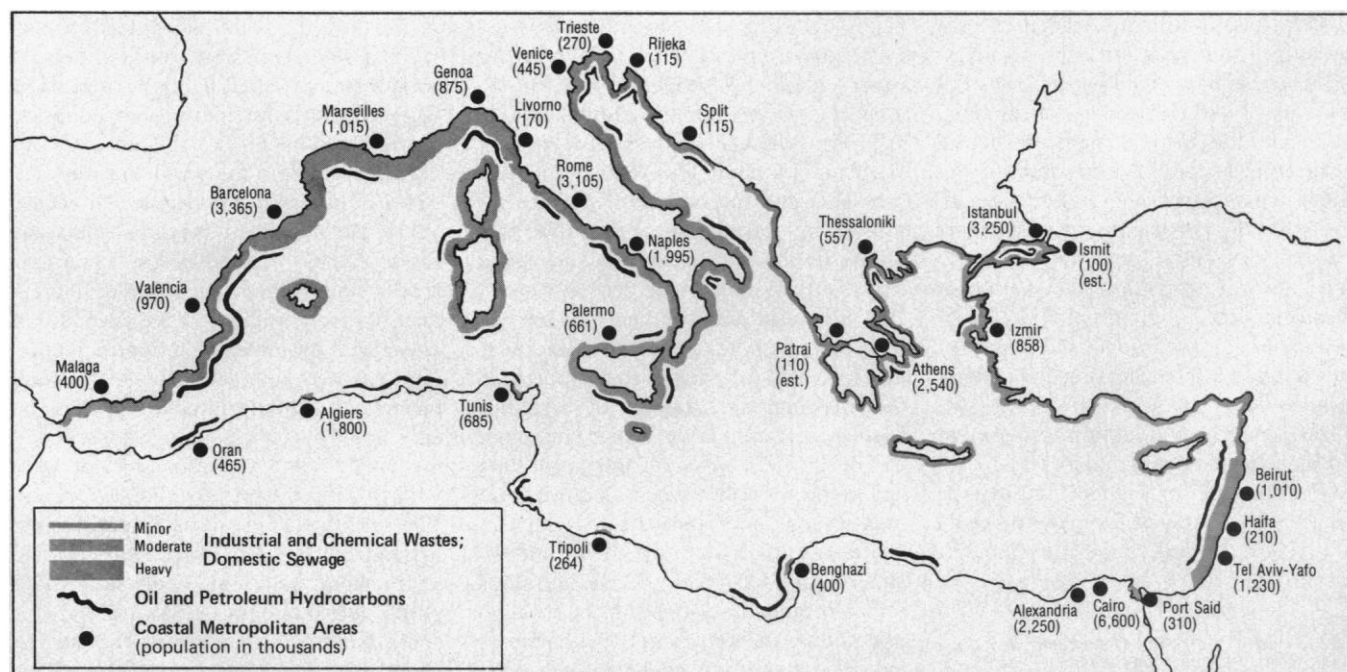 Trieste
(270)
Rijeka
(115)
Venice
(445)
Genoa
(875)
Livorno
(170)
Marseilles
(1,015)
Split
(115)
Rome
(3,105)
Barcelona
(3,365)
Naples
(1,995)
Thessaloniki
(557)
Istanbul
(3,250)
Ismit
(100)
(est.)
Valencia
(970)
Palermo
(661)
Patrai
(110)
(est.)
Athens
(2,540)
Izmir
(858)
Malaga
(400)
Algiers
(1,800)
Tunis
(685)
Oran
(465)
Beirut
(1,010)
Haifa
(210)
Tel Aviv-Yafo
(1,230)
Tripoli
(264)
Benghazi
(400)
Alexandria
(2,250)
Cairo
(6,600)
Port Said
(310)
Minor
Moderate
Heavy
Industrial and Chemical Wastes;
Domestic Sewage
Oil and Petroleum Hydrocarbons
Coastal Metropolitan Areas
(population in thousands)